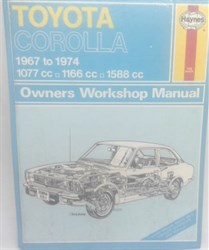 TOYOTA
Haynes
COROLLA
1967 to 1974
1077 cc □ 1166 cc □ 1588 cc
Owners Workshop Manual